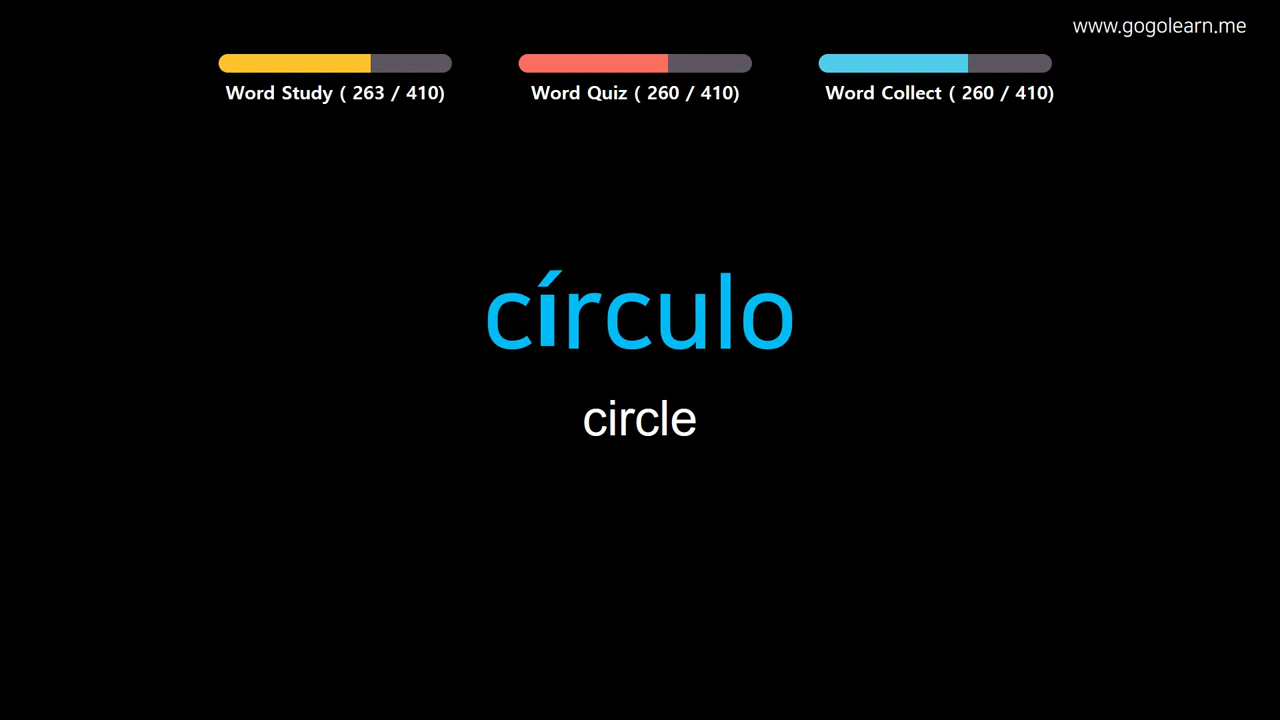 www.gogolearn.me
Word Study ( 263 / 410)
Word Quiz ( 260 / 410)
Word Collect ( 260 / 410)
círculo
circle